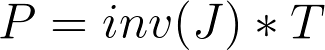 P = inv(J) * T